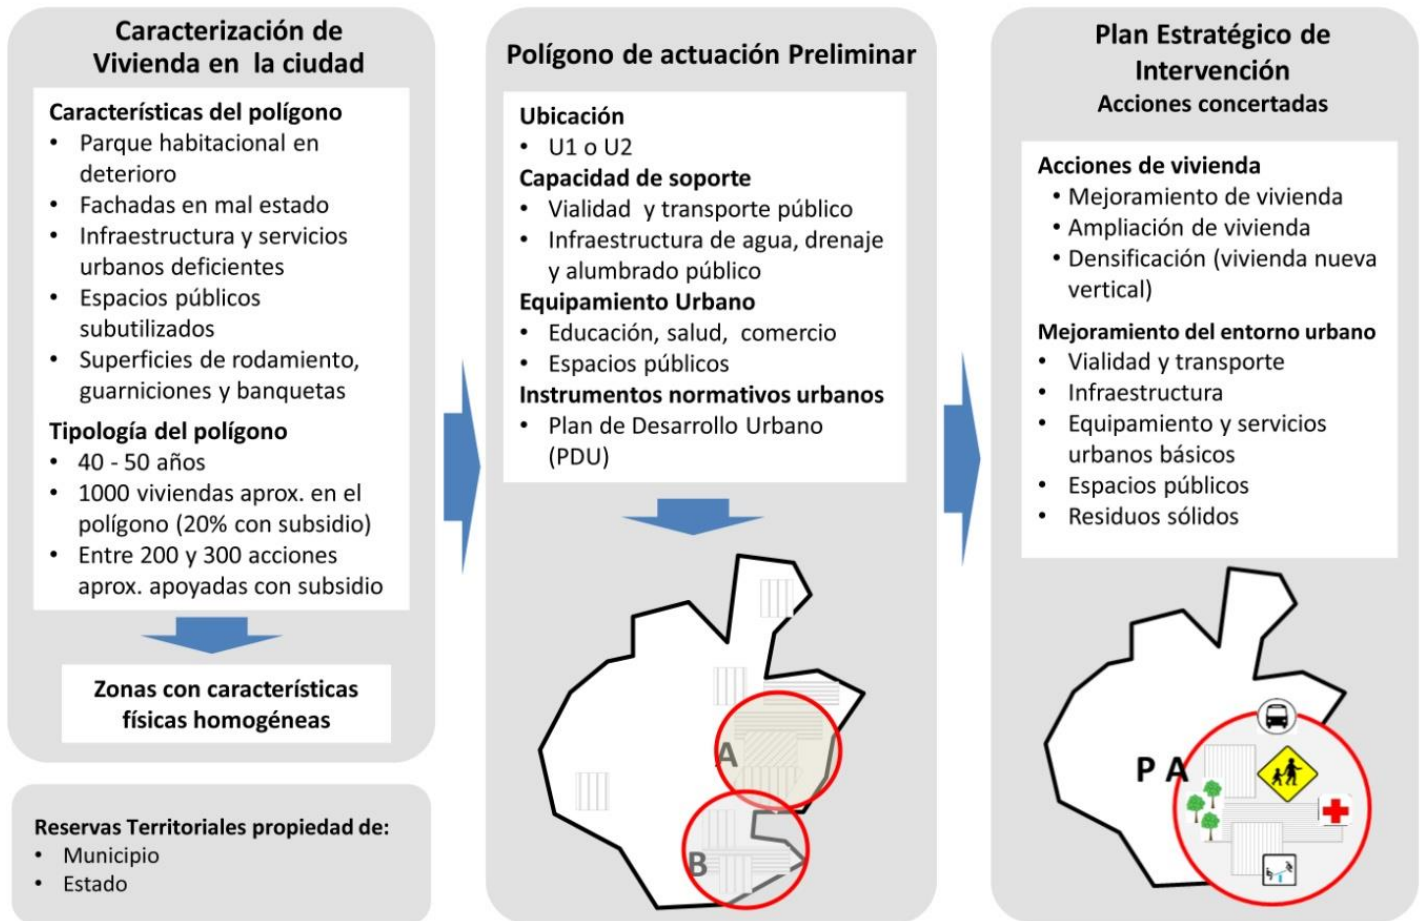 Caracterización de
Vivienda en la ciudad
Características del polígono
• Parque habitacional en
deterioro
• Fachadas en mal estado
• Infraestructura y servicios
urbanos deficientes
• Espacios públicos
subutilizados
• Superficies de rodamiento,
guarniciones y banquetas
Tipología del polígono
• 40 - 50 años
• 1000 viviendas aprox. en el
polígono (20% con subsidio)
• Entre 200 y 300 acciones
aprox. apoyadas con subsidio
Zonas con características
físicas homogéneas
Reservas Territoriales propiedad de:
• Municipio
• Estado
Polígono de actuación Preliminar
Ubicación
• U1 o U2
Capacidad de soporte
• Vialidad y transporte público
• Infraestructura de agua, drenaje
y alumbrado público
Equipamiento Urbano
• Educación, salud, comercio
• Espacios públicos
Instrumentos normativos urbanos
• Plan de Desarrollo Urbano
(PDU)
A
B
Plan Estratégico de
Intervención
Acciones concertadas
Acciones de vivienda
• Mejoramiento de vivienda
• Ampliación de vivienda
• Densificación (vivienda nueva
vertical)
Mejoramiento del entorno urbano
• Vialidad y transporte
• Infraestructura
• Equipamiento y servicios
urbanos básicos
• Espacios públicos
• Residuos sólidos
P A